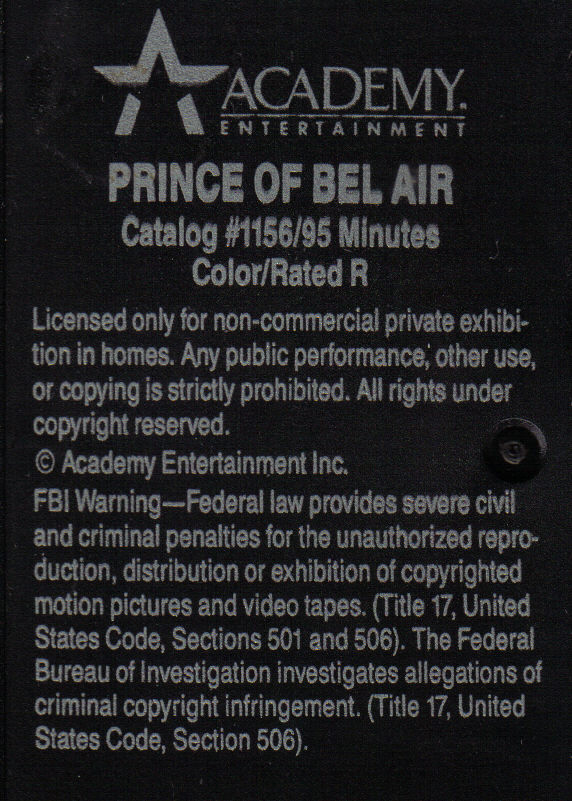 ACADEMY.
ENTERTAINMENT
PRINCE OF BEL AIR
Catalog #1156/95 Minutes
Color/Rated R
Licensed only for non-commercial private exhibi-
tion in homes. Any public performance, other use,
or copying is strictly prohibited. All rights under
copyright reserved.
© Academy Entertainment Inc.
FBI Warning—Federal law provides severe civil
and criminal penalties for the unauthorized repro-
duction, distribution or exhibition of copyrighted
motion pictures and video tapes. (Title 17, United
States Code, Sections 501 and 506). The Federal
Bureau of Investigation investigates allegations of
criminal copyright infringement. (Title 17, United
States Code, Section 506).